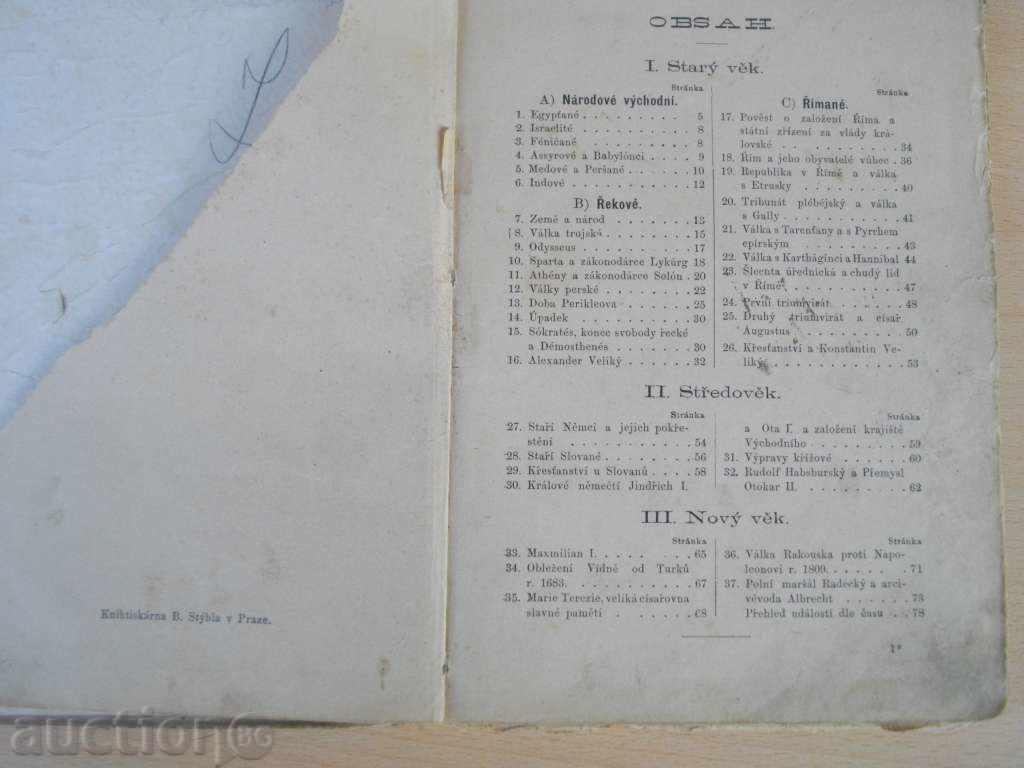 Knihtiskárna B. Stýbla v Praze.
OBSAH.
I. Starý věk.
Stránka
A) Národové východní.
1. Egypťané . . . . . . . . . 5
2. Israelité . . . . . . . . . 8
3. Féničané . . . . . . . . . 8
4. Assyrové a Babylónci . . . . 9
5. Medové a Peršané . . . . . 10
6. Indové . . . . . . . . . . 12
B) Řekové.
7. Země a národ . . . . . . . 13
8. Válka trojská . . . . . . . 15
9. Odysseus . . . . . . . . . 17
10. Sparta a zákonodárce Lykúrg 18
11. Athény a zákonodárce Solón . 20
12. Války perské . . . . . . . 22
13. Doba Perikleova . . . . . . 25
14. Úpadek . . . . . . . . . . 30
15. Sókratés, konec svobody řecké
a Démosthenés . . . . . . . 30
16. Alexander Veliký . . . . . . 32
Stránka
C) Římané.
17. Pověst o založení Říma a
státní zřízení za vlády krá-
lovské . . . . . . . . . . 34
18. Řím a jeho obyvatelé vůbec . 36
19. Republika v Římě a válka
s Etrusky . . . . . . . . . 40
20. Tribunát plébéjský a válka
s Gally . . . . . . . . . . 41
21. Válka s Tarenťany a s Pyrrhem
epirským . . . . . . . . . 43
22. Válka s Kartháginci a Hannibal 44
23. Šlechta úřednická a chudý lid
v Římě . . . . . . . . . . 47
24. První triumvirát . . . . . . 48
25. Druhý triumvirát a císař
Augustus . . . . . . . . . 50
26. Křesťanství a Konstantin Ve-
liký . . . . . . . . . . . 53
II. Středověk.
Stránka
27. Staří Němci a jejich pokře-
stění . . . . . . . . . . . 54
28. Staří Slované . . . . . . . 56
29. Křesťanství u Slovanů . . . . 58
30. Králové němečtí Jindřich I.
Stránka
a Ota I. a založení krajiště
Východního . . . . . . . . 59
31. Výpravy křížové . . . . . . 60
32. Rudolf Habsburský a Přemysl
Otokar II. . . . . . . . . . 62
III. Nový věk.
Stránka
33. Maxmilian I. . . . . . . . . 65
34. Obležení Vídně od Turků
r. 1683. . . . . . . . . . . 67
35. Marie Terezie, veliká císařovna
slavné paměti . . . . . . . 68
Stránka
36. Válka Rakouska proti Napo-
leonovi r. 1809. . . . . . . . 71
37. Polní maršál Radecký a arci-
vévoda Albrecht . . . . . . 73
Přehled událostí dle času . . . 78
1*
auction BG